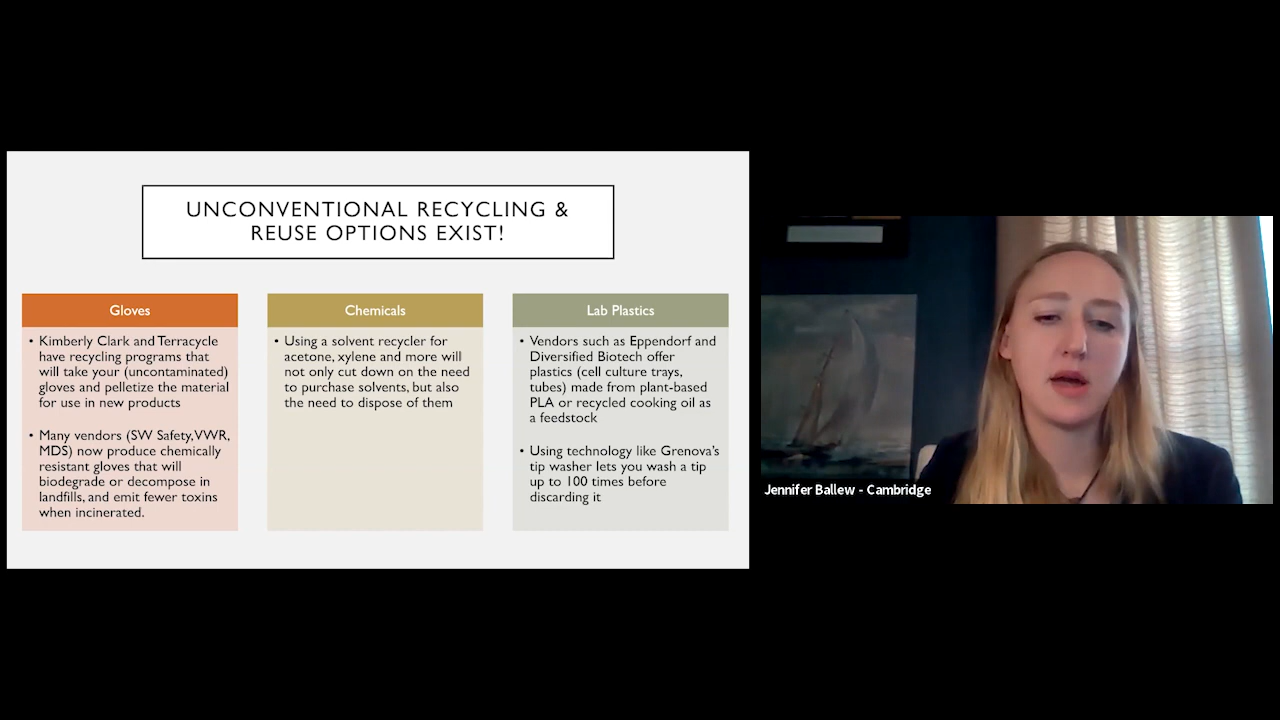 UNCONVENTIONAL RECYCLING &
REUSE OPTIONS EXIST!
Gloves
• Kimberly Clark and Terracycle
have recycling programs that
will take your (uncontaminated)
gloves and pelletize the material
for use in new products
• Many vendors (SW Safety, VWR,
MDS) now produce chemically
resistant gloves that will
biodegrade or decompose in
landfills, and emit fewer toxins
when incinerated.
Chemicals
• Using a solvent recycler for
acetone, xylene and more will
not only cut down on the need
to purchase solvents, but also
the need to dispose of them
Lab Plastics
• Vendors such as Eppendorf and
Diversified Biotech offer
plastics (cell culture trays,
tubes) made from plant-based
PLA or recycled cooking oil as
a feedstock
• Using technology like Grenova's
tip washer lets you wash a tip
up to 100 times before
discarding it
Jennifer Ballew - Cambridge